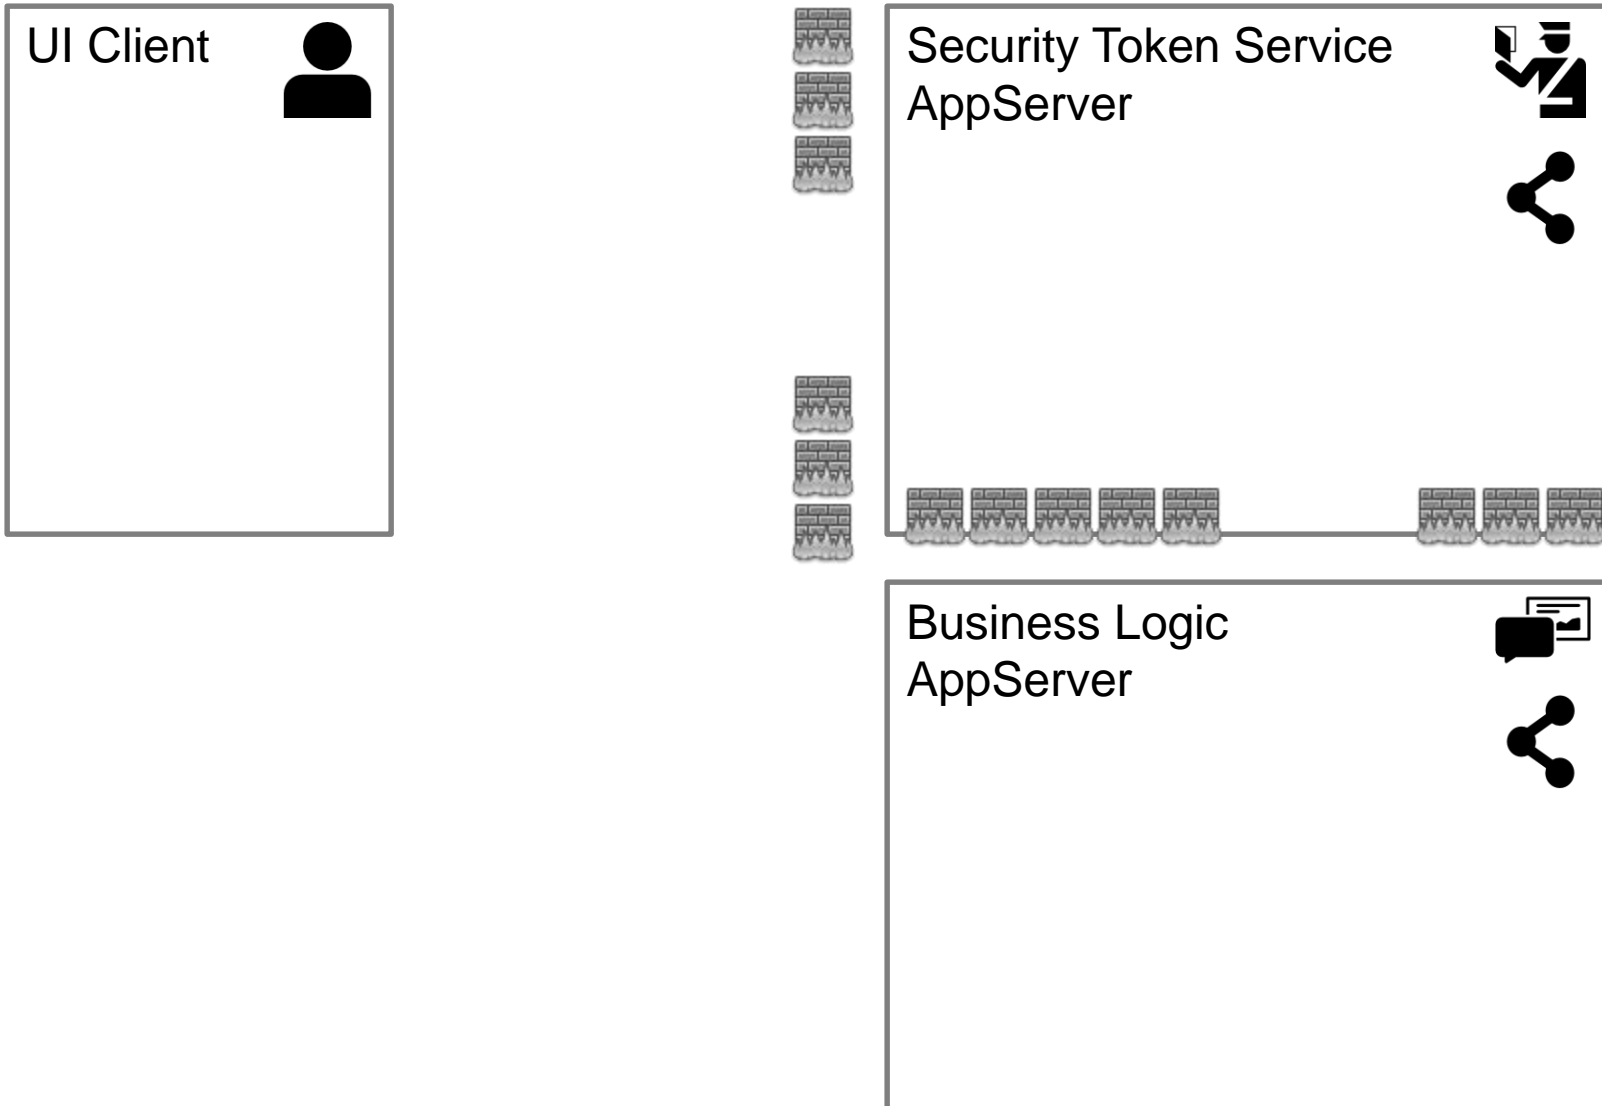 UI Client
Security Token Service
AppServer
Business Logic
AppServer